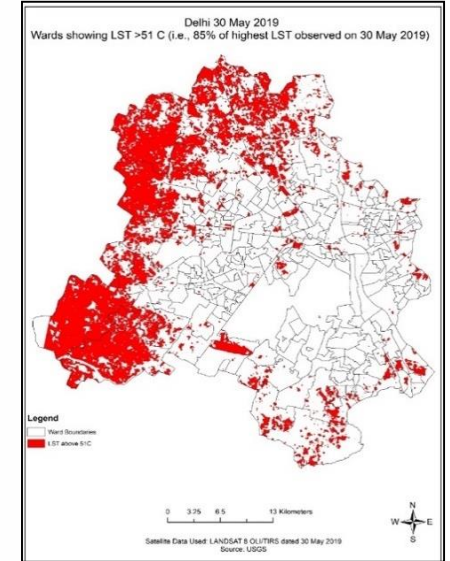 Delhi 30 May 2019
Wards showing LST >51 C (i.e., 85% of highest LST observed on 30 May 2019)
Legend
Ward Boundaries
LST above 51C
0 3.25 6.5 13 Kilometers
N
W E
S
Satellite Data Used: LANDSAT 8 OLI/TIRS dated 30 May 2019
Source: USGS